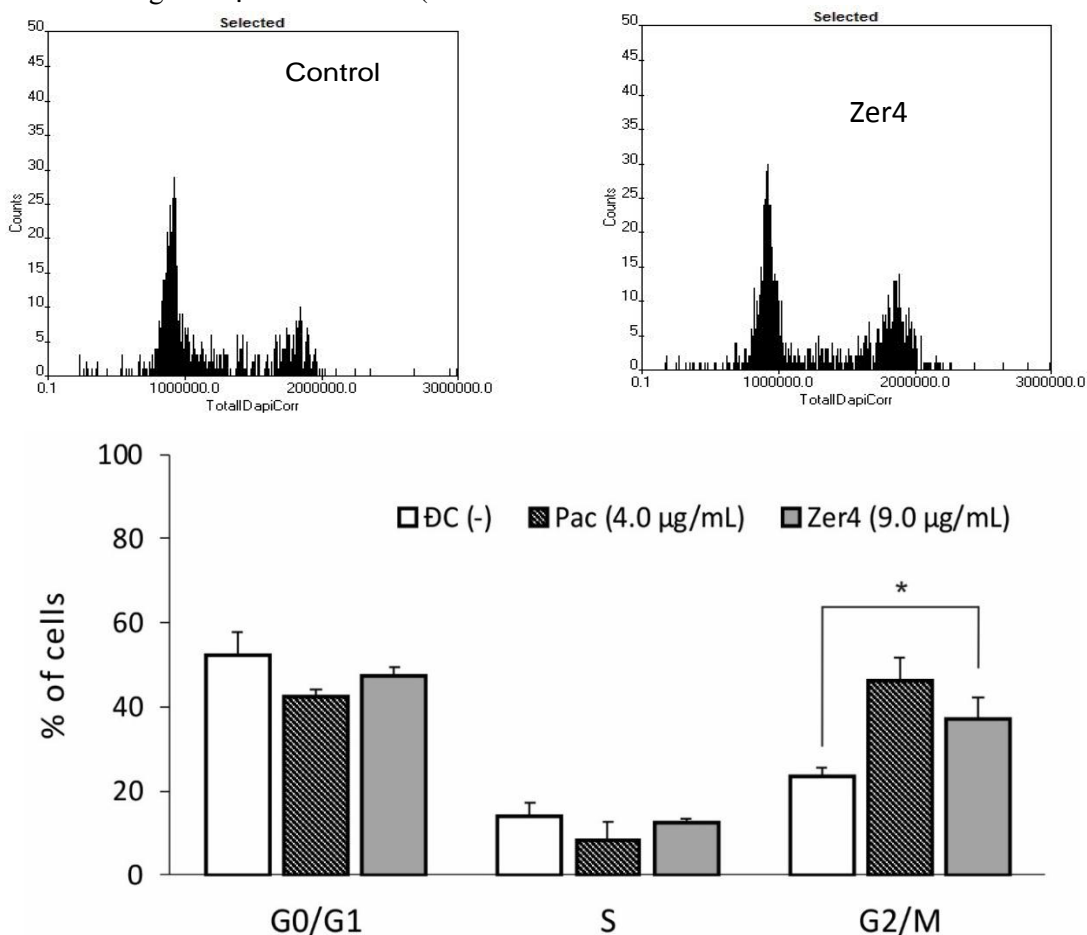 Selected
50
45
40
35
30
25
20
15
10
5
0
Counts
Control
0.1 1000000.0 2000000.0 3000000.0
TotalIDapiCorr
Selected
50
45
40
35
30
25
20
15
10
5
0
Counts
Zer4
0.1 1000000.0 2000000.0 3000000.0
TotalIDapiCorr
100
80
60
40
20
0
% of cells
ĐC (-) Pac (4.0 µg/mL) Zer4 (9.0 µg/mL)
*
G0/G1 S G2/M